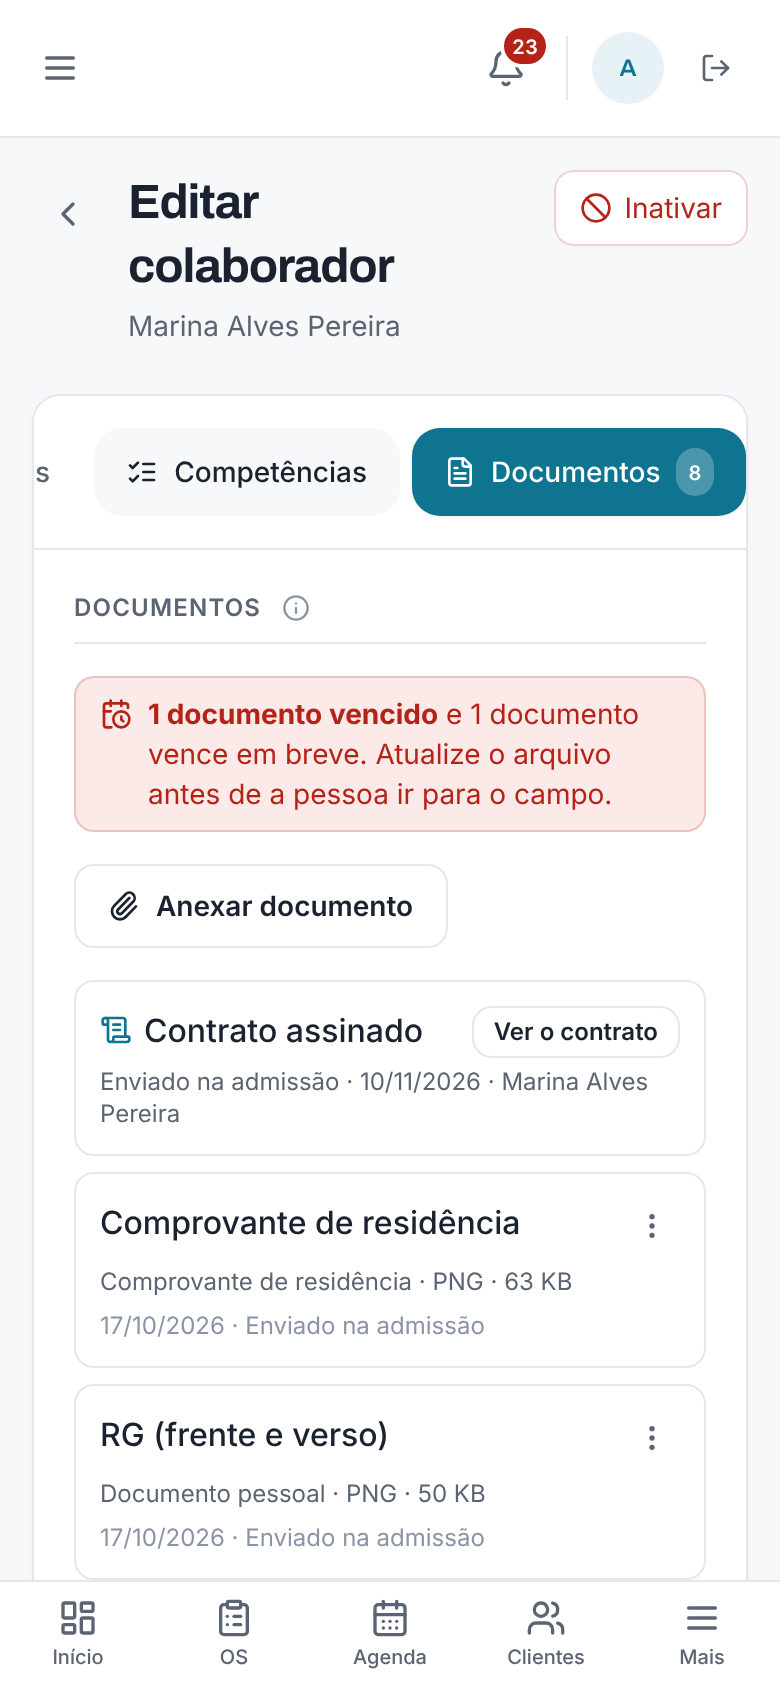 23
A
Editar
colaborador
Inativar
Marina Alves Pereira
s
Competências
Documentos 8
DOCUMENTOS
1 documento vencido e 1 documento
vence em breve. Atualize o arquivo
antes de a pessoa ir para o campo.
Anexar documento
Contrato assinado
Ver o contrato
Enviado na admissão · 10/11/2026 · Marina Alves
Pereira
Comprovante de residência
Comprovante de residência · PNG · 63 KB
17/10/2026 · Enviado na admissão
RG (frente e verso)
Documento pessoal · PNG · 50 KB
17/10/2026 · Enviado na admissão
Início
OS
Agenda
Clientes
Mais